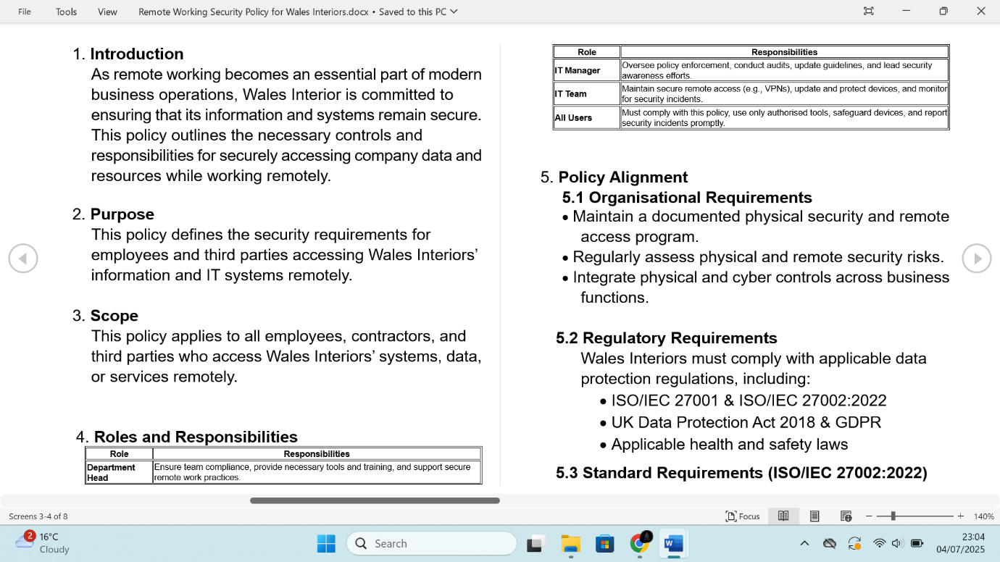 File Tools View Remote Working Security Policy for Wales Interiors.docx • Saved to this PC
1. Introduction
As remote working becomes an essential part of modern
business operations, Wales Interior is committed to
ensuring that its information and systems remain secure.
This policy outlines the necessary controls and
responsibilities for securely accessing company data and
resources while working remotely.
2. Purpose
This policy defines the security requirements for
employees and third parties accessing Wales Interiors’
information and IT systems remotely.
3. Scope
This policy applies to all employees, contractors, and
third parties who access Wales Interiors’ systems, data,
or services remotely.
4. Roles and Responsibilities
Role Responsibilities
Department Head Ensure team compliance, provide necessary tools and training, and support secure
remote work practices.
Role Responsibilities
IT Manager Oversee policy enforcement, conduct audits, update guidelines, and lead security
awareness efforts.
IT Team Maintain secure remote access (e.g., VPNs), update and protect devices, and monitor
for security incidents.
All Users Must comply with this policy, use only authorised tools, safeguard devices, and report
security incidents promptly.
5. Policy Alignment
5.1 Organisational Requirements
• Maintain a documented physical security and remote
access program.
• Regularly assess physical and remote security risks.
• Integrate physical and cyber controls across business
functions.
5.2 Regulatory Requirements
Wales Interiors must comply with applicable data
protection regulations, including:
• ISO/IEC 27001 & ISO/IEC 27002:2022
• UK Data Protection Act 2018 & GDPR
• Applicable health and safety laws
5.3 Standard Requirements (ISO/IEC 27002:2022)
Screens 3-4 of 8 Focus 140%
2 16°C
Cloudy
Search
23:04
04/07/2025